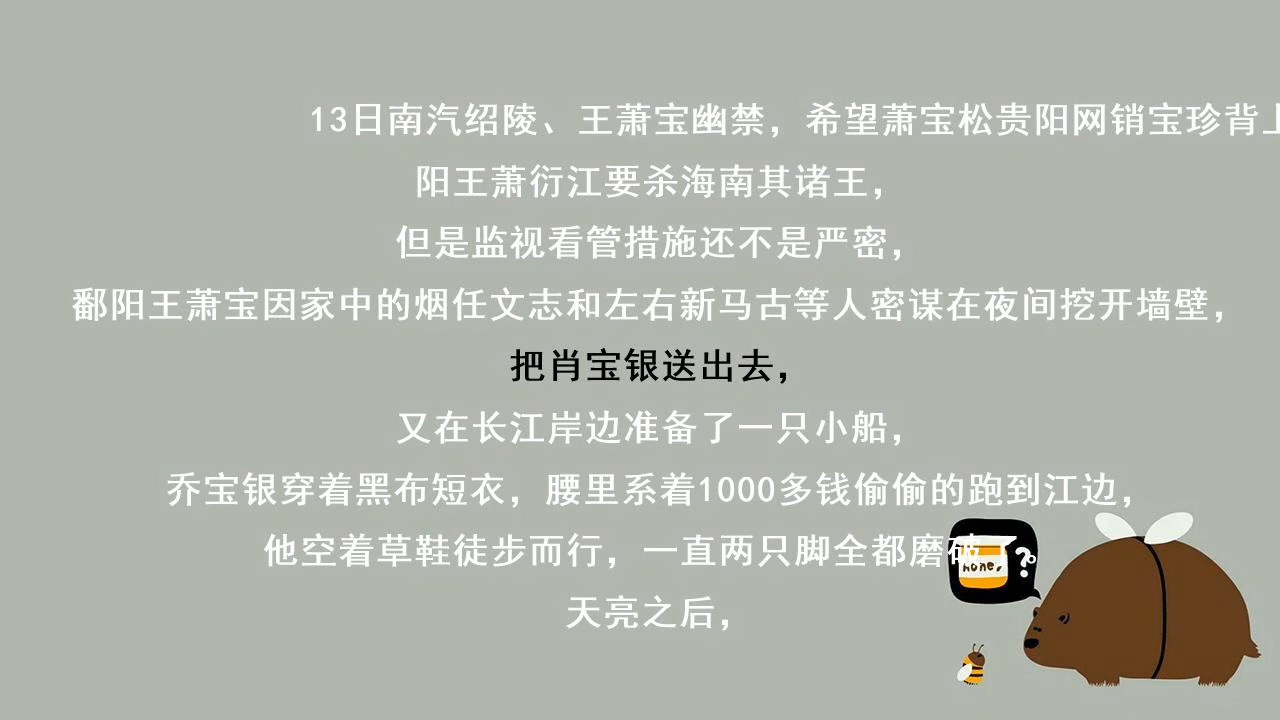 13日南汽绍陵、王萧宝幽禁，希望萧宝松贵阳网销宝珍背上
阳王萧衍江要杀海南其诸王，
但是监视看管措施还不是严密，
鄱阳王萧宝因家中的烟任文志和左右新马古等人密谋在夜间挖开墙壁，
把肖宝银送出去，
又在长江岸边准备了一只小船，
乔宝银穿着黑布短衣，腰里系着1000多钱偷偷的跑到江边，
他空着草鞋徒步而行，一直两只脚全都磨破了。
天亮之后，
honey
?